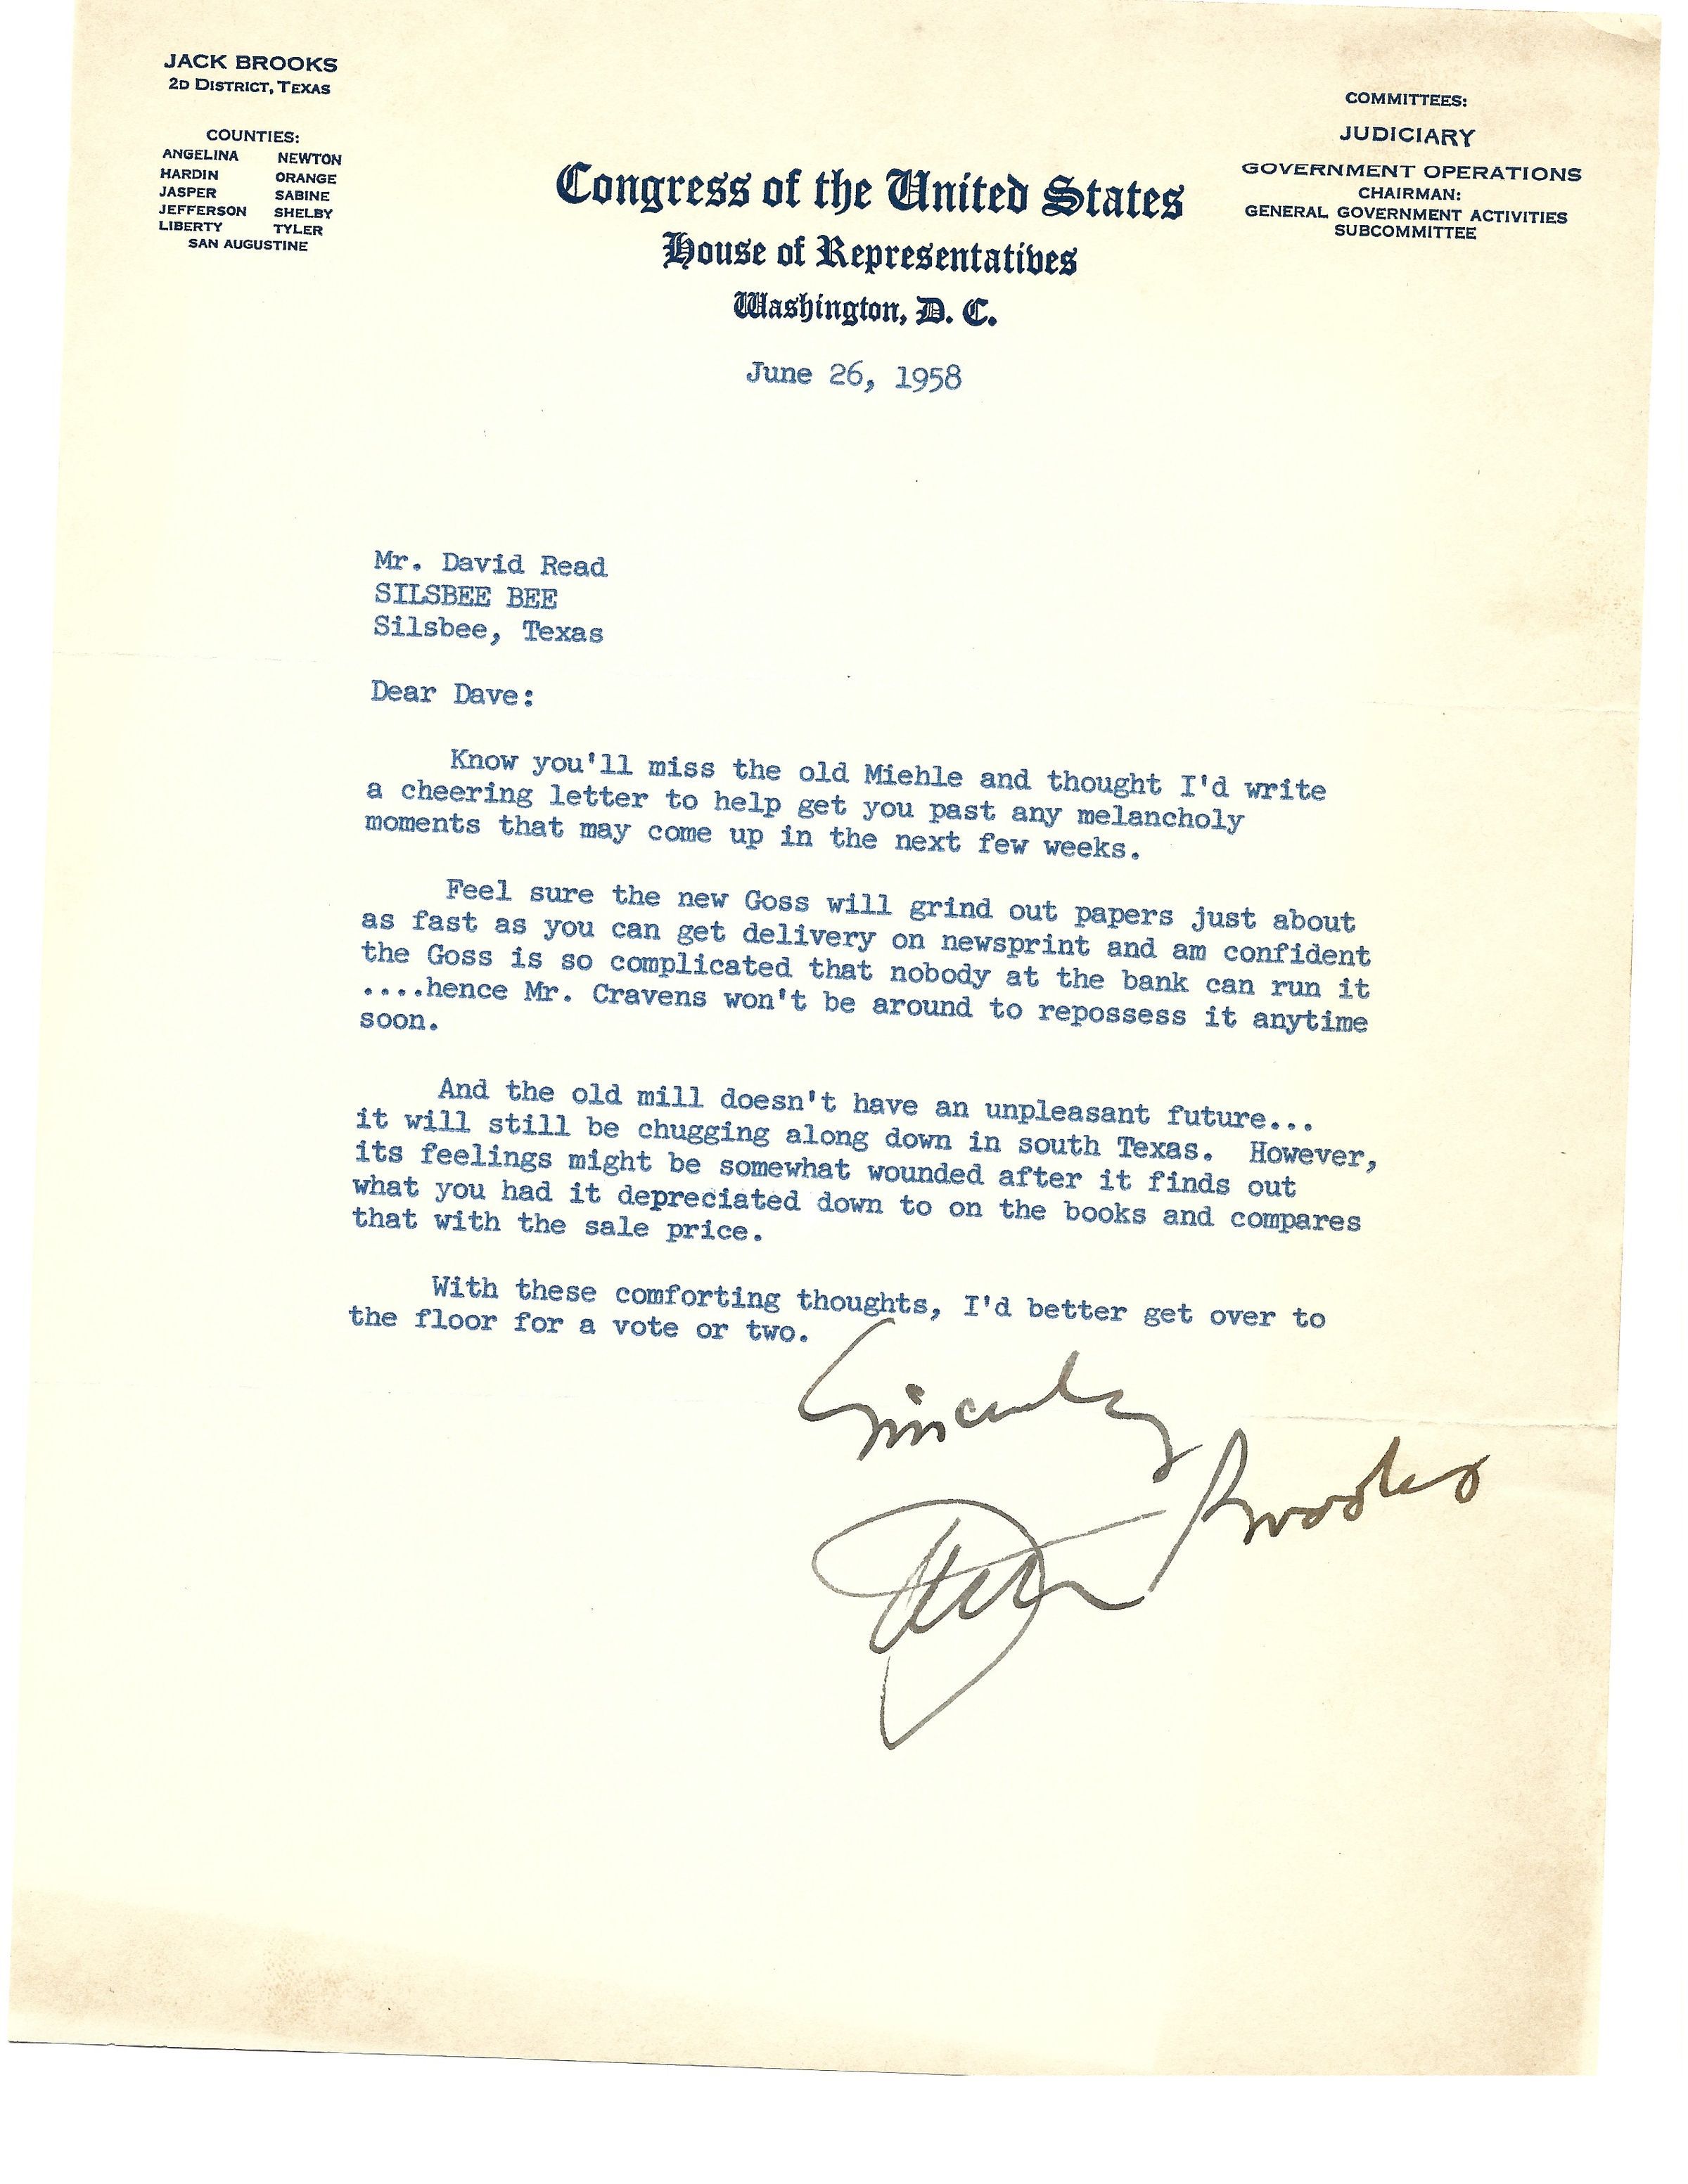 JACK BROOKS
2D DISTRICT, TEXAS
COUNTIES:
ANGELINA NEWTON
HARDIN ORANGE
JASPER SABINE
JEFFERSON SHELBY
LIBERTY TYLER
SAN AUGUSTINE
COMMITTEES:
JUDICIARY
GOVERNMENT OPERATIONS
CHAIRMAN:
GENERAL GOVERNMENT ACTIVITIES
SUBCOMMITTEE
Congress of the United States
House of Representatives
Washington, D. C.
June 26, 1958
Mr. David Read
SILSBEE BEE
Silsbee, Texas
Dear Dave:
Know you'll miss the old Miehle and thought I'd write
a cheering letter to help get you past any melancholy
moments that may come up in the next few weeks.
Feel sure the new Goss will grind out papers just about
as fast as you can get delivery on newsprint and am confident
the Goss is so complicated that nobody at the bank can run it
....hence Mr. Cravens won't be around to repossess it anytime
soon.
And the old mill doesn't have an unpleasant future...
it will still be chugging along down in south Texas.  However,
its feelings might be somewhat wounded after it finds out
what you had it depreciated down to on the books and compares
that with the sale price.
With these comforting thoughts, I'd better get over to
the floor for a vote or two.
Sincerely
Jack Brooks